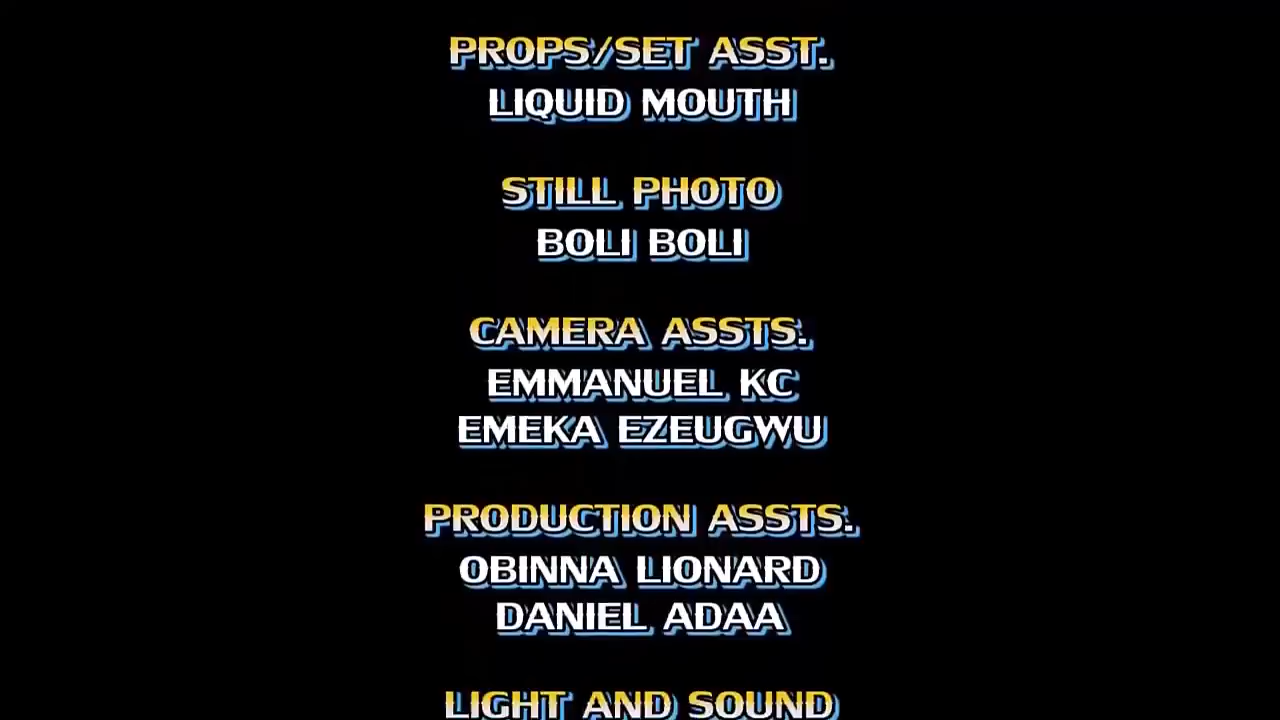 PROPS/SET ASST.
LIQUID MOUTH
STILL PHOTO
BOLI BOLI
CAMERA ASSTS.
EMMANUEL KC
EMEKA EZEUGWU
PRODUCTION ASSTS.
OBINNA LIONARD
DANIEL ADAA
LIGHT AND SOUND